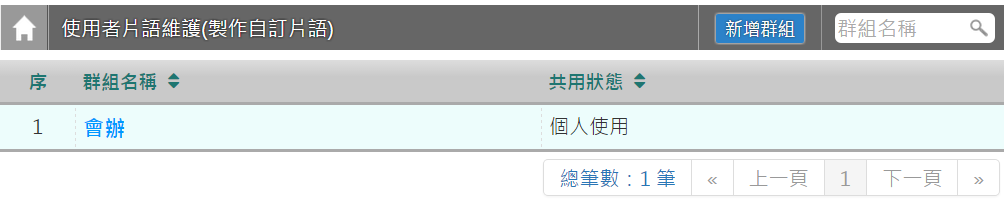 使用者片語維護(製作自訂片語) 新增群組 群組名稱
序 群組名稱 共用狀態
1 會辦 個人使用
總筆數：1 筆 « 上一頁 1 下一頁 »